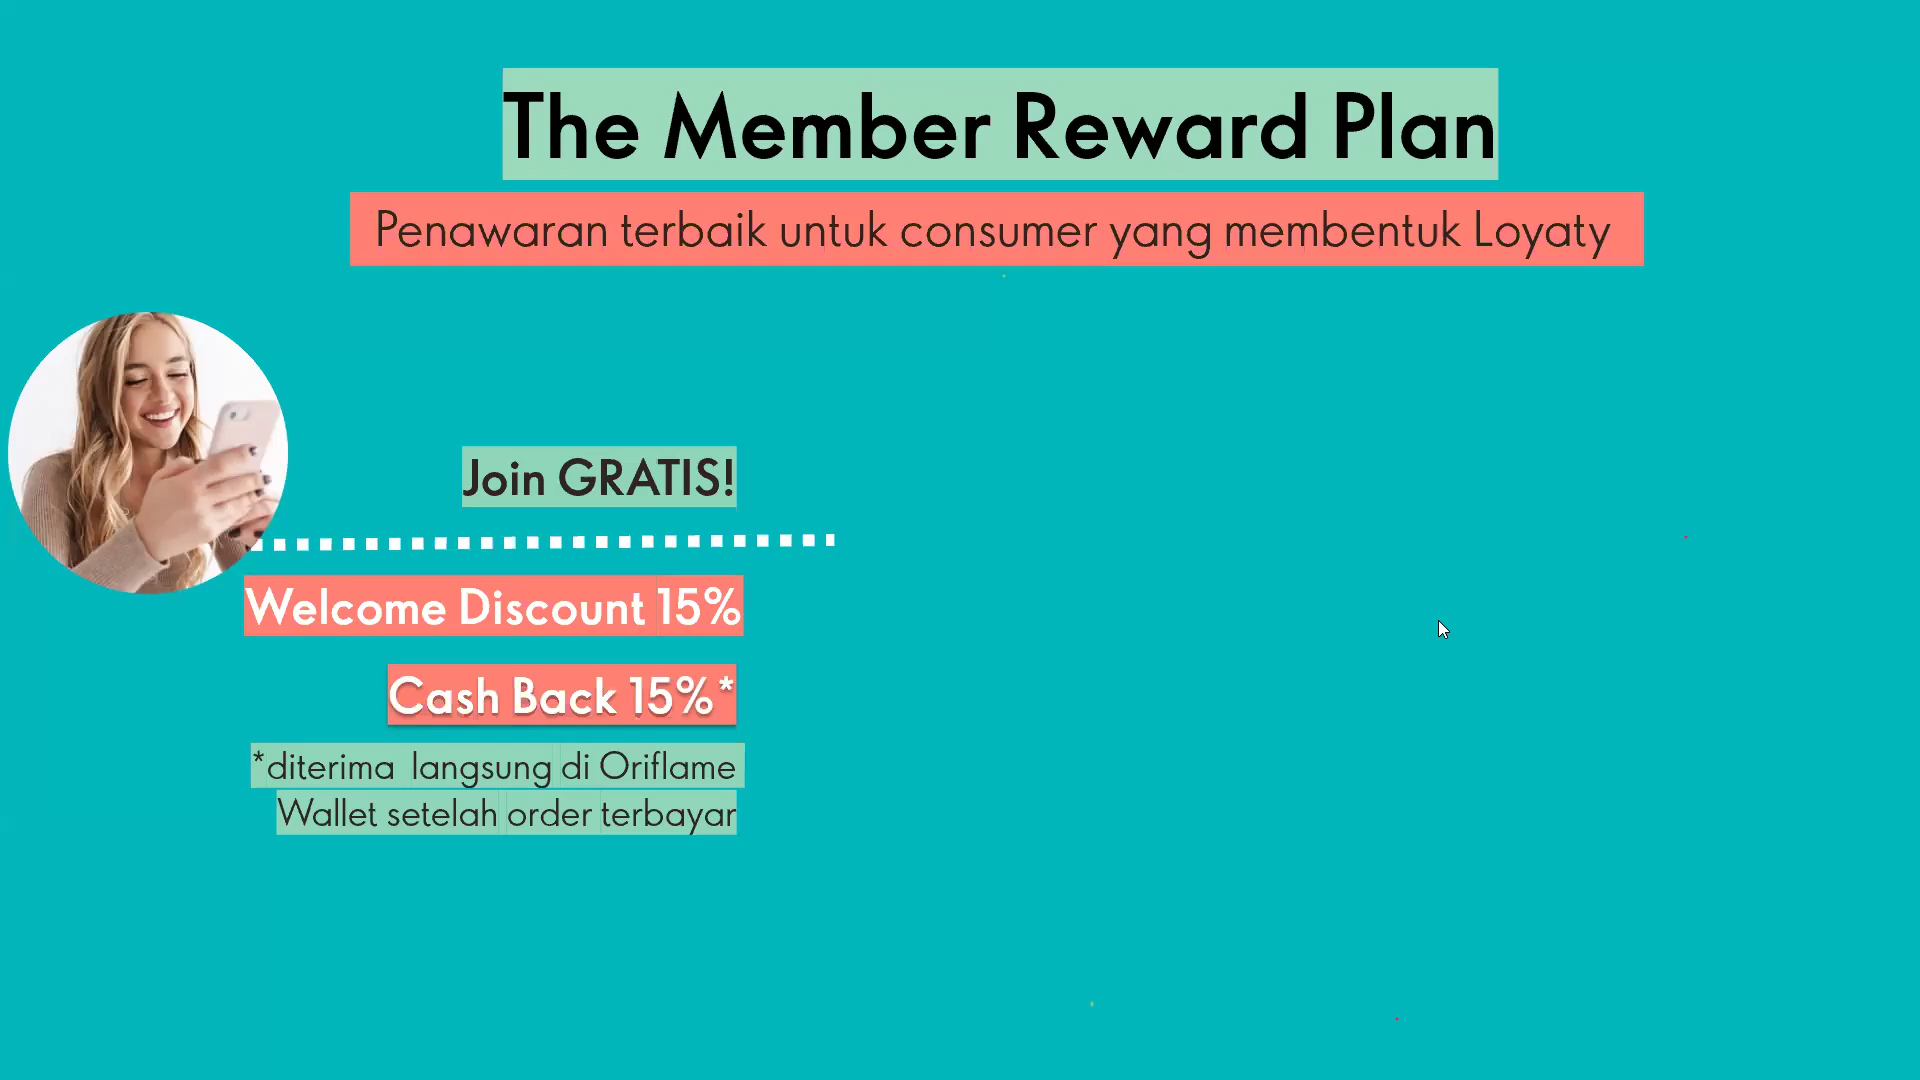 The Member Reward Plan
Penawaran terbaik untuk consumer yang membentuk Loyaty
Join GRATIS!
Welcome Discount 15%
Cash Back 15%*
*diterima langsung di Oriflame
Wallet setelah order terbayar